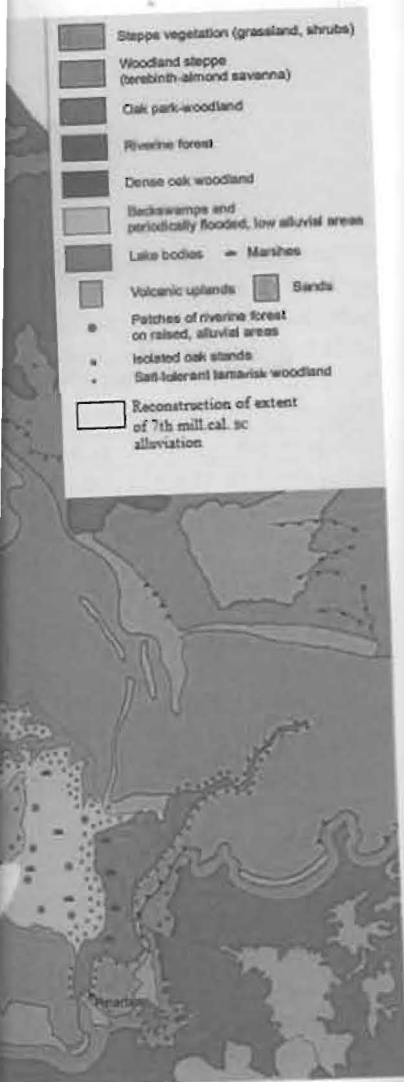 Steppe vegetation (grassland, shrubs)
Woodland steppe
(terebinth-almond savanna)
Oak park-woodland
Riverine forest
Dense oak woodland
Backswamps and
periodically flooded, low alluvial areas
Lake bodies Marshes
Volcanic uplands Sands
Patches of riverine forest
on raised, alluvial areas
Isolated oak stands
Salt-tolerant tamarisk woodland
Reconstruction of extent
of 7th mill.cal. BC
alluviation
Pınarbaşı